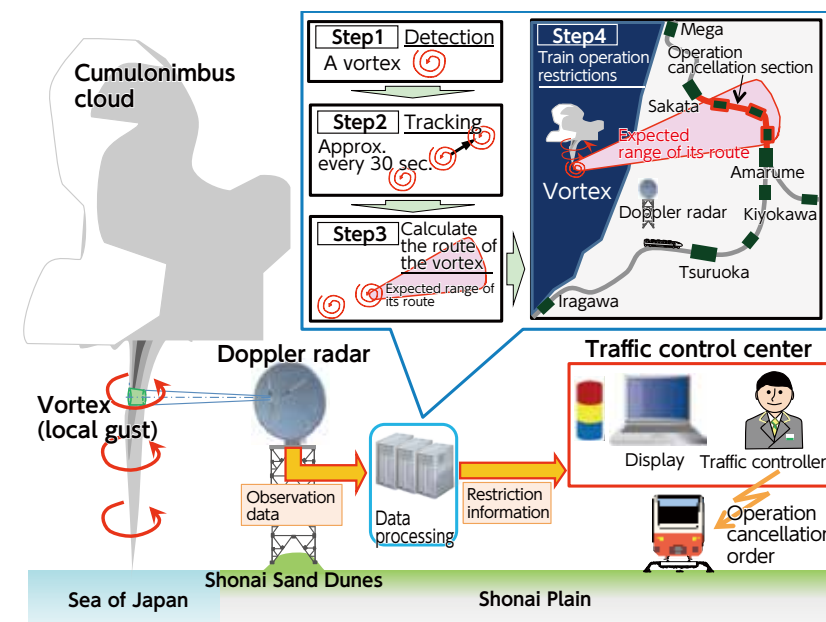 Cumulonimbus
cloud
Step1 Detection
A vortex
Step2 Tracking
Approx.
every 30 sec.
Step3 Calculate
the route of
the vortex
Expected range of
its route
Step4
Train operation
restrictions
Mega
Operation
cancellation section
Sakata
Expected
range of its route
Vortex
Amarume
Doppler radar
Kiyokawa
Tsuruoka
Iragawa
Doppler radar
Vortex
(local gust)
Observation
data
Data
processing
Restriction
information
Traffic control center
Display
Traffic controller
Operation
cancellation
order
Shonai Sand Dunes
Sea of Japan
Shonai Plain